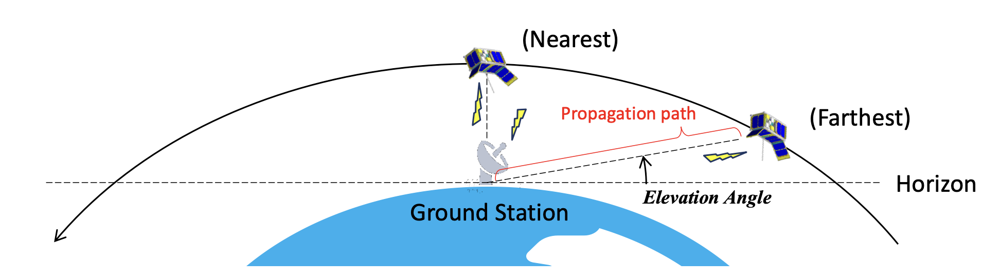 (Nearest)
Propagation path
(Farthest)
Horizon
Elevation Angle
Ground Station